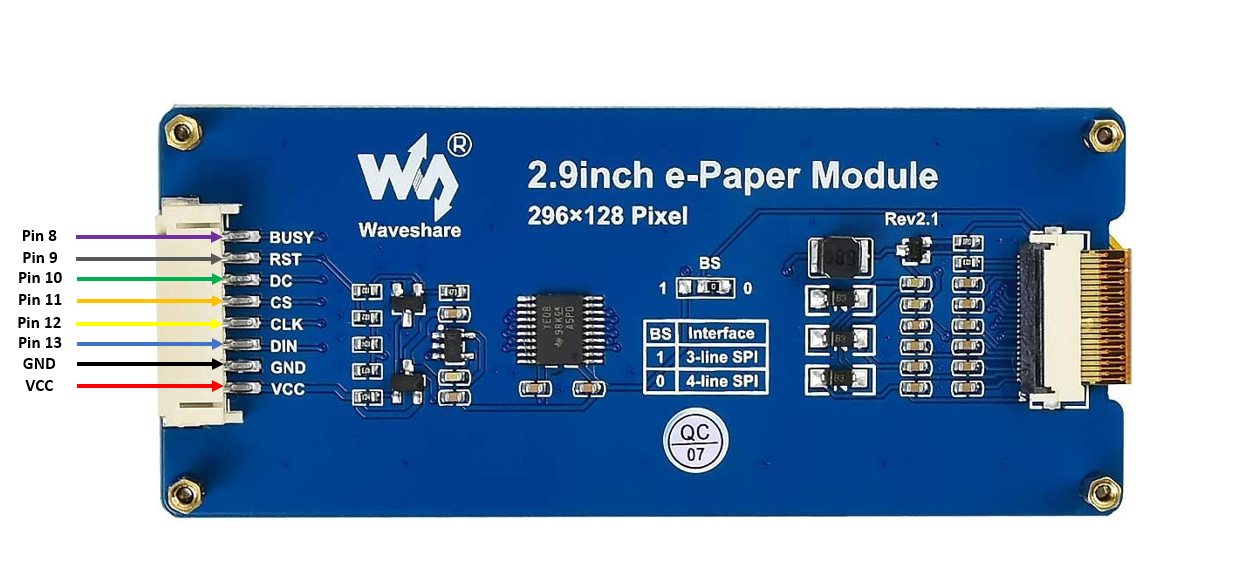 ®
Waveshare
2.9inch e-Paper Module
296×128 Pixel
Rev2.1
Pin 8
BUSY
Pin 9
RST
Pin 10
DC
Pin 11
CS
Pin 12
CLK
Pin 13
DIN
GND
GND
VCC
VCC
BS
1 0 0
BS Interface
1 3-line SPI
0 4-line SPI
QC
07